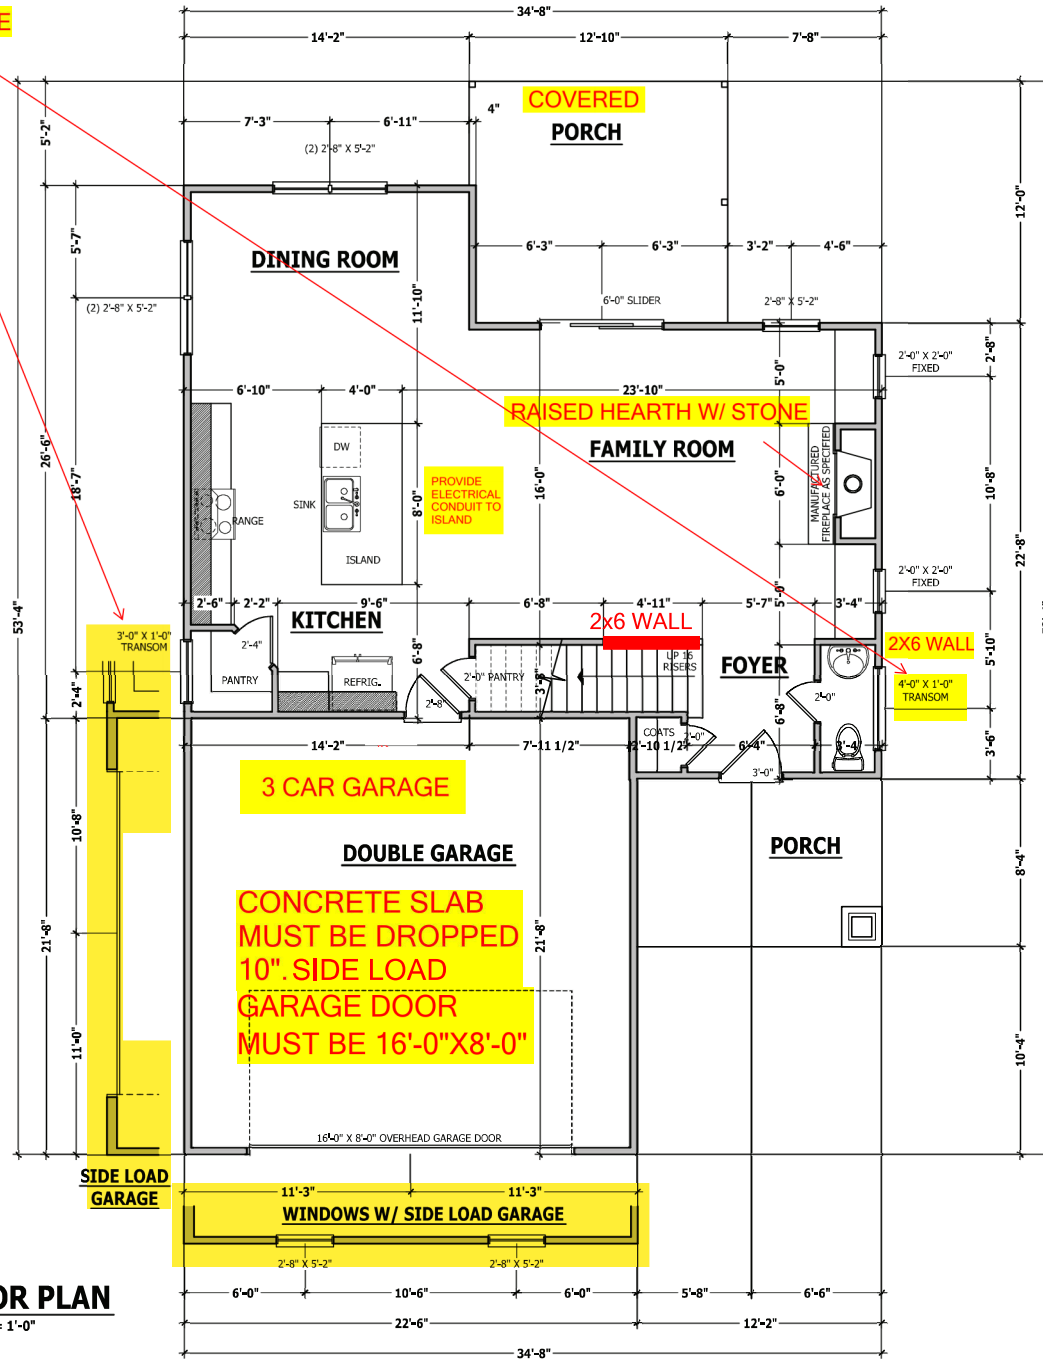 E
34'-8"
14'-2"
12'-10"
7'-8"
COVERED
PORCH
4"
7'-3"
6'-11"
(2) 2'-8" X 5'-2"
5'-2"
12'-0"
5'-7"
DINING ROOM
6'-3"
6'-3"
3'-2"
4'-6"
(2) 2'-8" X 5'-2"
11'-10"
6'-0" SLIDER
2'-8" X 5'-2"
2'-0" X 2'-0"
FIXED
2'-8"
5'-0"
6'-10"
4'-0"
23'-10"
RAISED HEARTH W/ STONE
FAMILY ROOM
MANUFACTURED
FIREPLACE AS SPECIFIED
DW
26'-6"
18'-7"
16'-0"
6'-0"
10'-8"
PROVIDE
ELECTRICAL
CONDUIT TO
ISLAND
8'-0"
SINK
RANGE
ISLAND
22'-8"
53'-4"
2'-0" X 2'-0"
FIXED
5'-0"
2'-6"
2'-2"
9'-6"
6'-8"
4'-11"
5'-7"
3'-4"
KITCHEN
2x6 WALL
2X6 WALL
3'-0" X 1'-0"
TRANSOM
2'-4"
6'-8"
UP 16
RISERS
FOYER
5'-10"
PANTRY
REFRIG.
2'-0"
PANTRY
3'-8"
2'-0"
4'-0" X 1'-0"
TRANSOM
2'-4"
2'-8"
6'-8"
COATS
2'-0"
14'-2"
7'-11 1/2"
2'-10 1/2"
6'-4"
3'-4"
3'-6"
3'-0"
3 CAR GARAGE
10'-8"
DOUBLE GARAGE
PORCH
8'-4"
CONCRETE SLAB
MUST BE DROPPED
10". SIDE LOAD
GARAGE DOOR
MUST BE 16'-0"X8'-0"
21'-8"
21'-8"
11'-0"
10'-4"
16'-0" X 8'-0" OVERHEAD GARAGE DOOR
SIDE LOAD
GARAGE
11'-3"
11'-3"
WINDOWS W/ SIDE LOAD GARAGE
2'-8" X 5'-2"
2'-8" X 5'-2"
6'-0"
10'-6"
6'-0"
5'-8"
6'-6"
OR PLAN
= 1'-0"
22'-6"
12'-2"
34'-8"